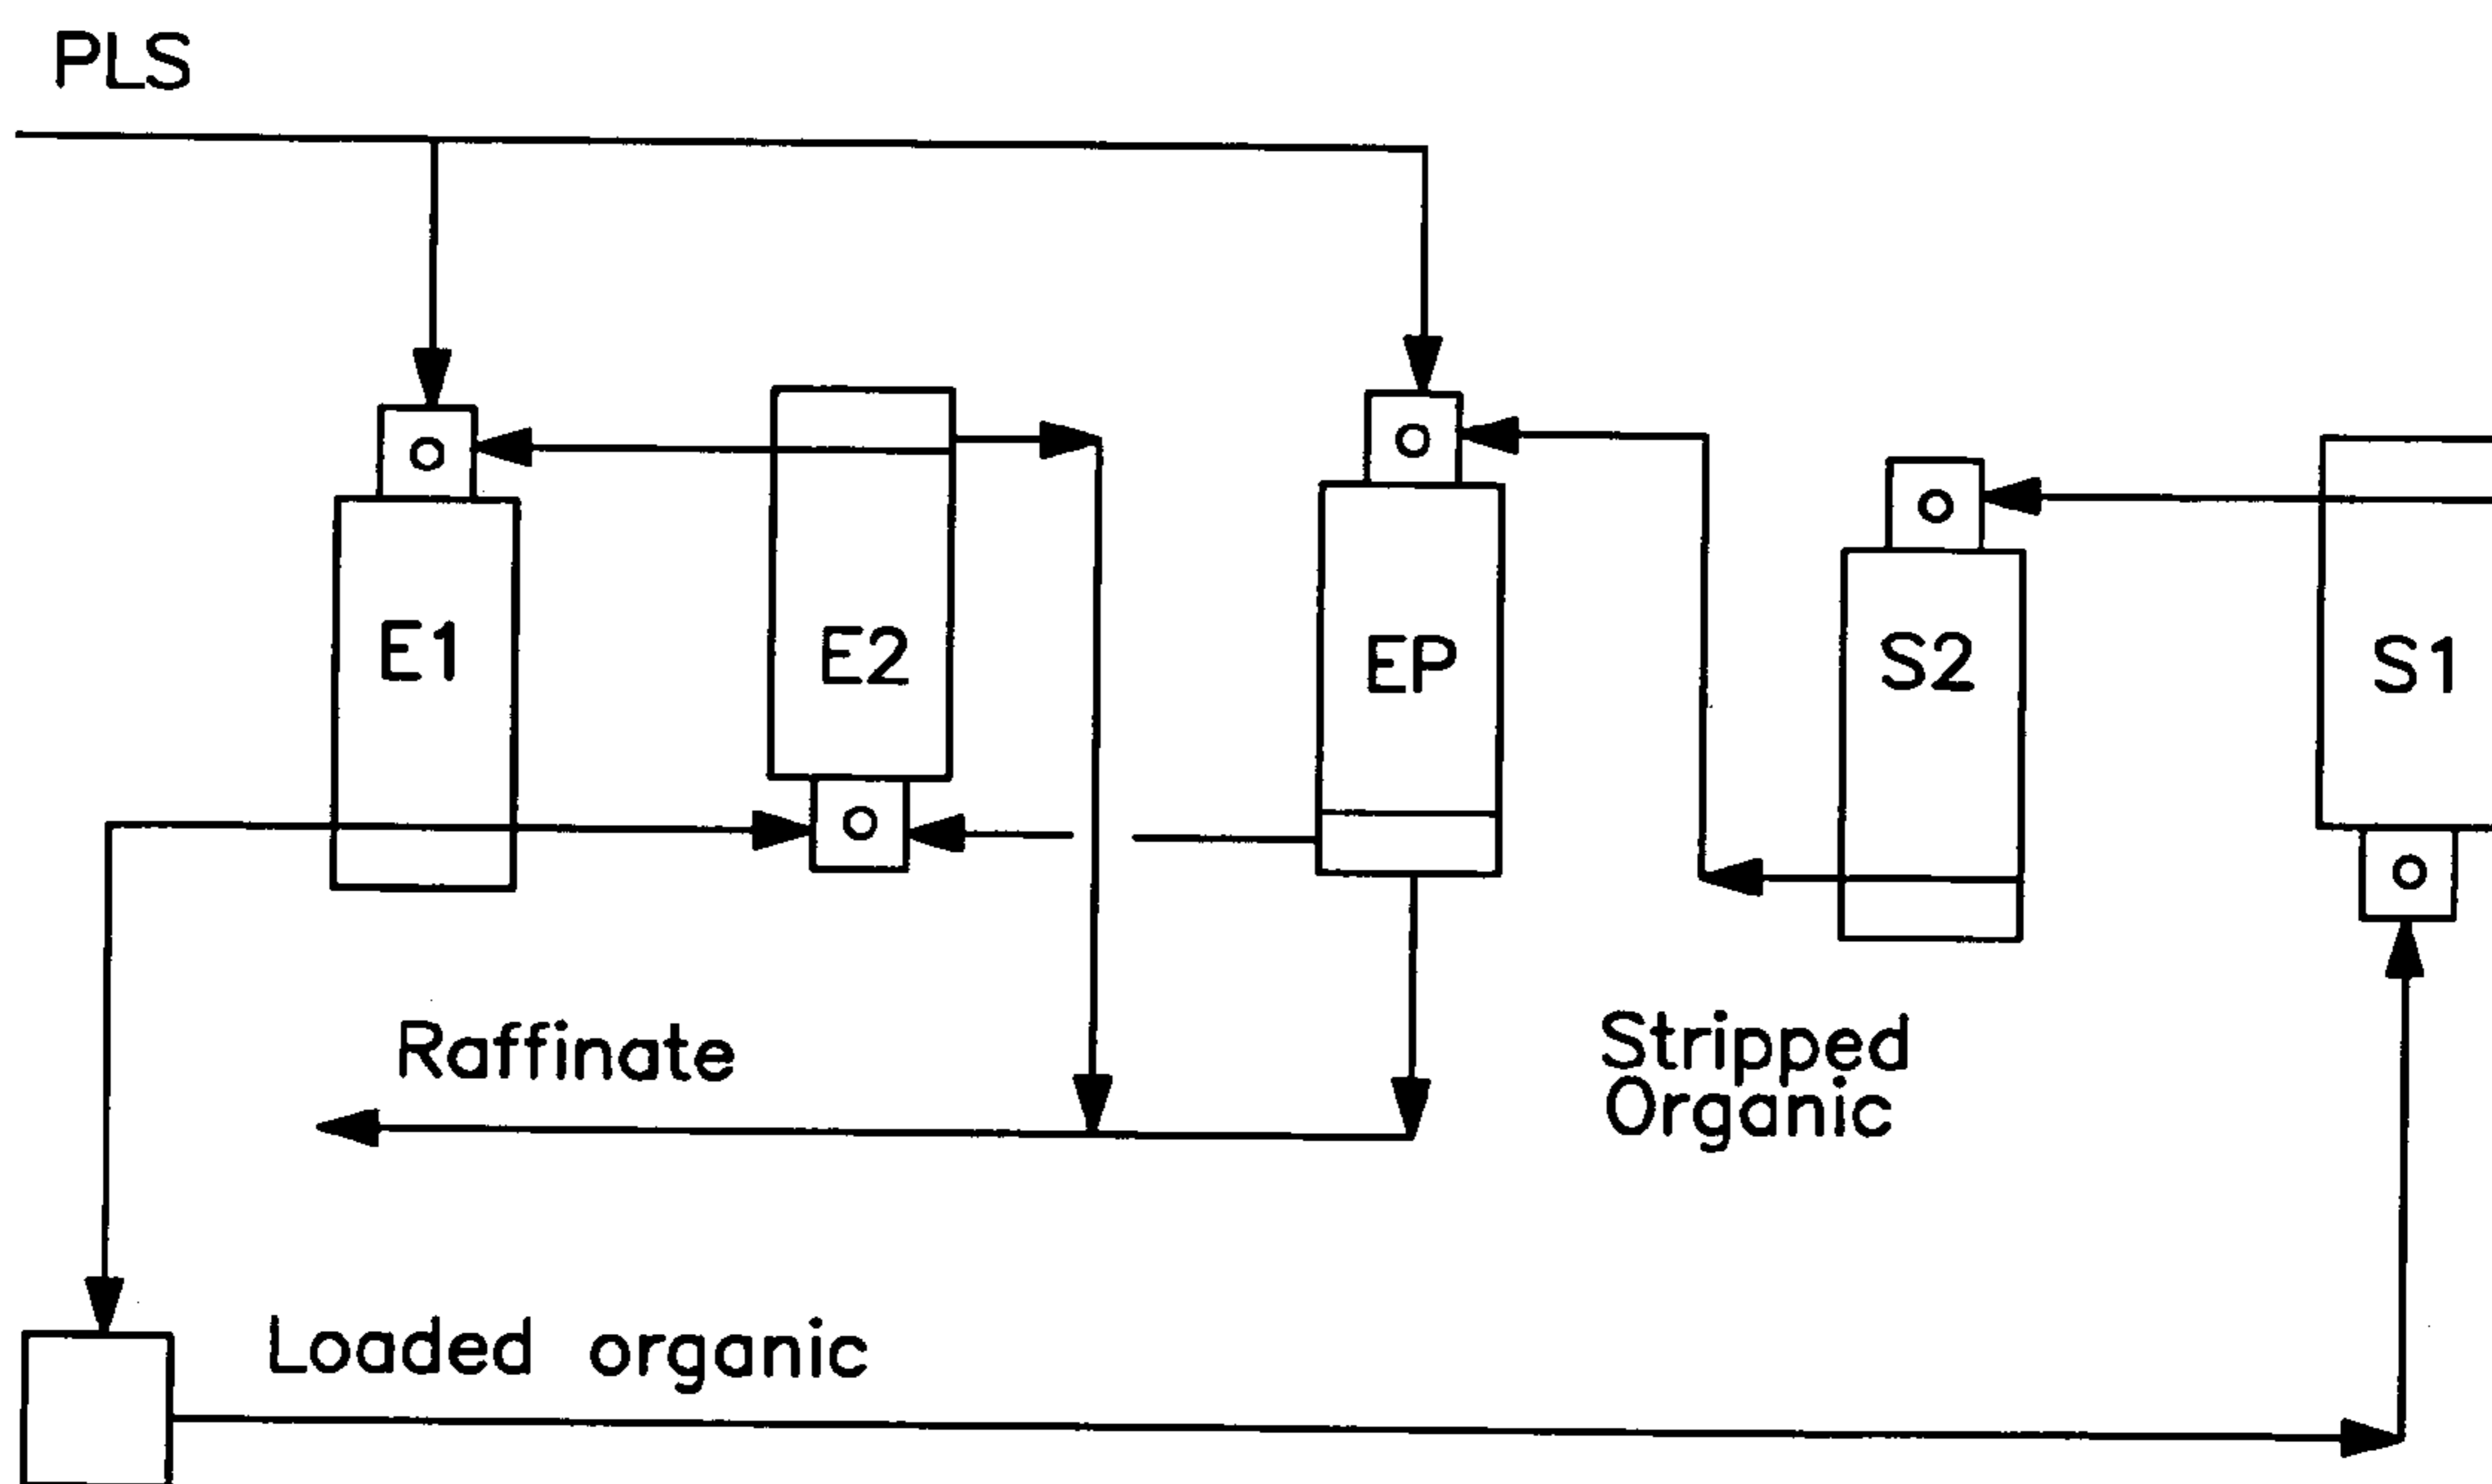 PLS
E1
E2
EP
S2
S1
Raffinate
Stripped
Organic
Loaded organic